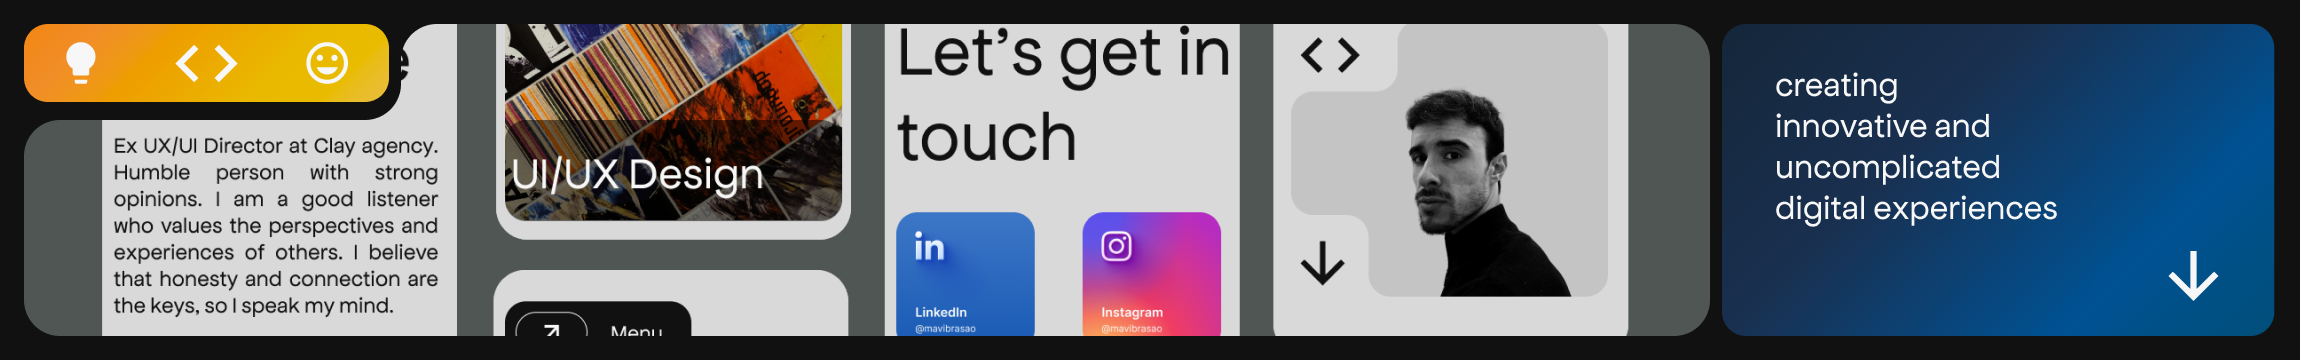 Ex UX/UI Director at Clay agency.
Humble person with strong
opinions. I am a good listener
who values the perspectives and
experiences of others. I believe
that honesty and connection are
the keys, so I speak my mind.
UI/UX Design
Menu
Let's get in
touch
in
LinkedIn
@mavibrasao
Instagram
@mavibrasao
creating
innovative and
uncomplicated
digital experiences